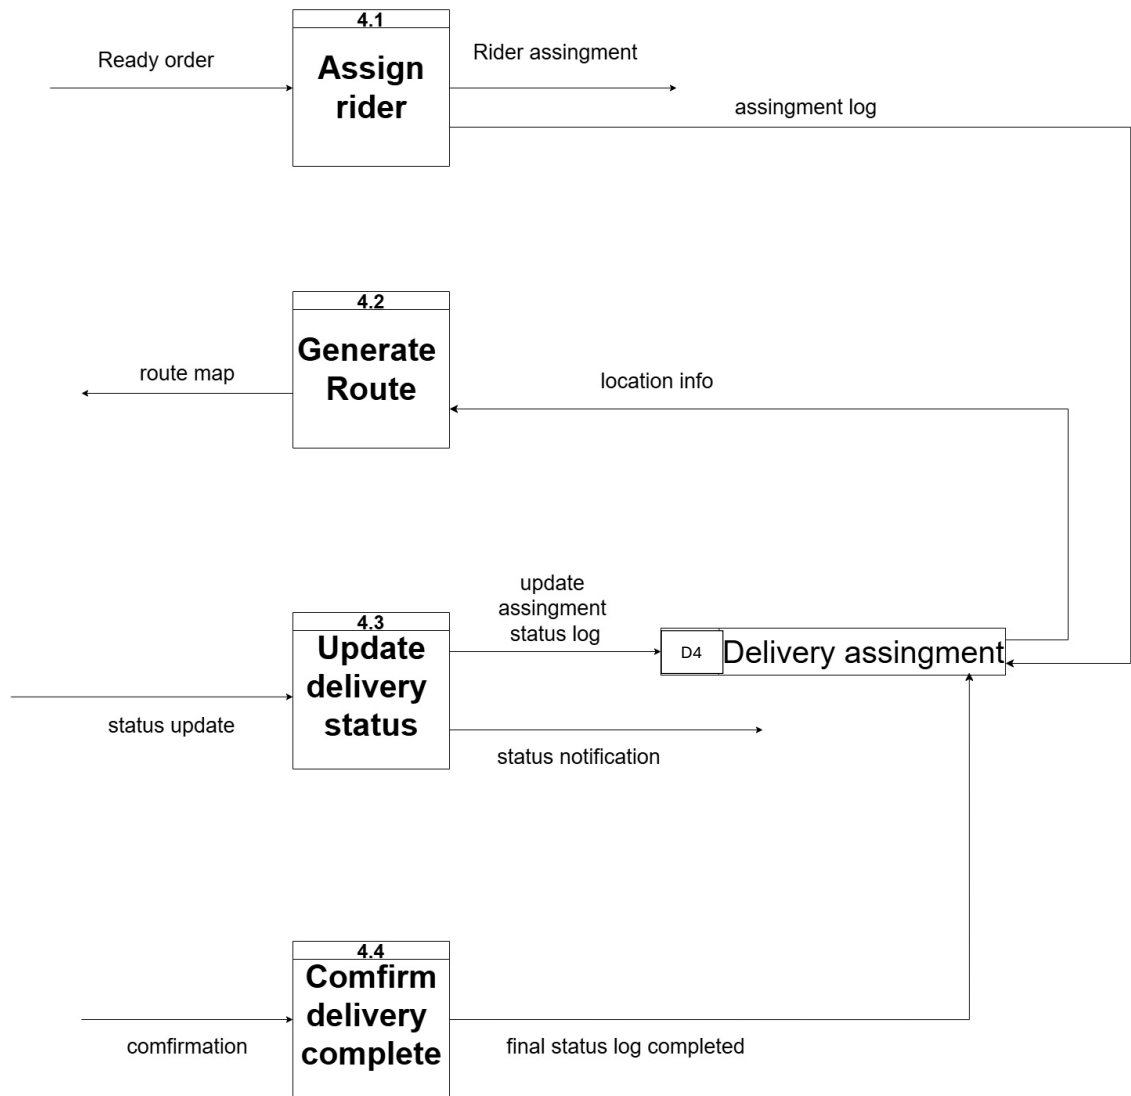 4.1
Assign
rider
Ready order
Rider assingment
assingment log
4.2
Generate
Route
route map
location info
update
assingment
status log
4.3
Update
delivery
status
D4
Delivery assingment
status update
status notification
4.4
Comfirm
delivery
complete
comfirmation
final status log completed